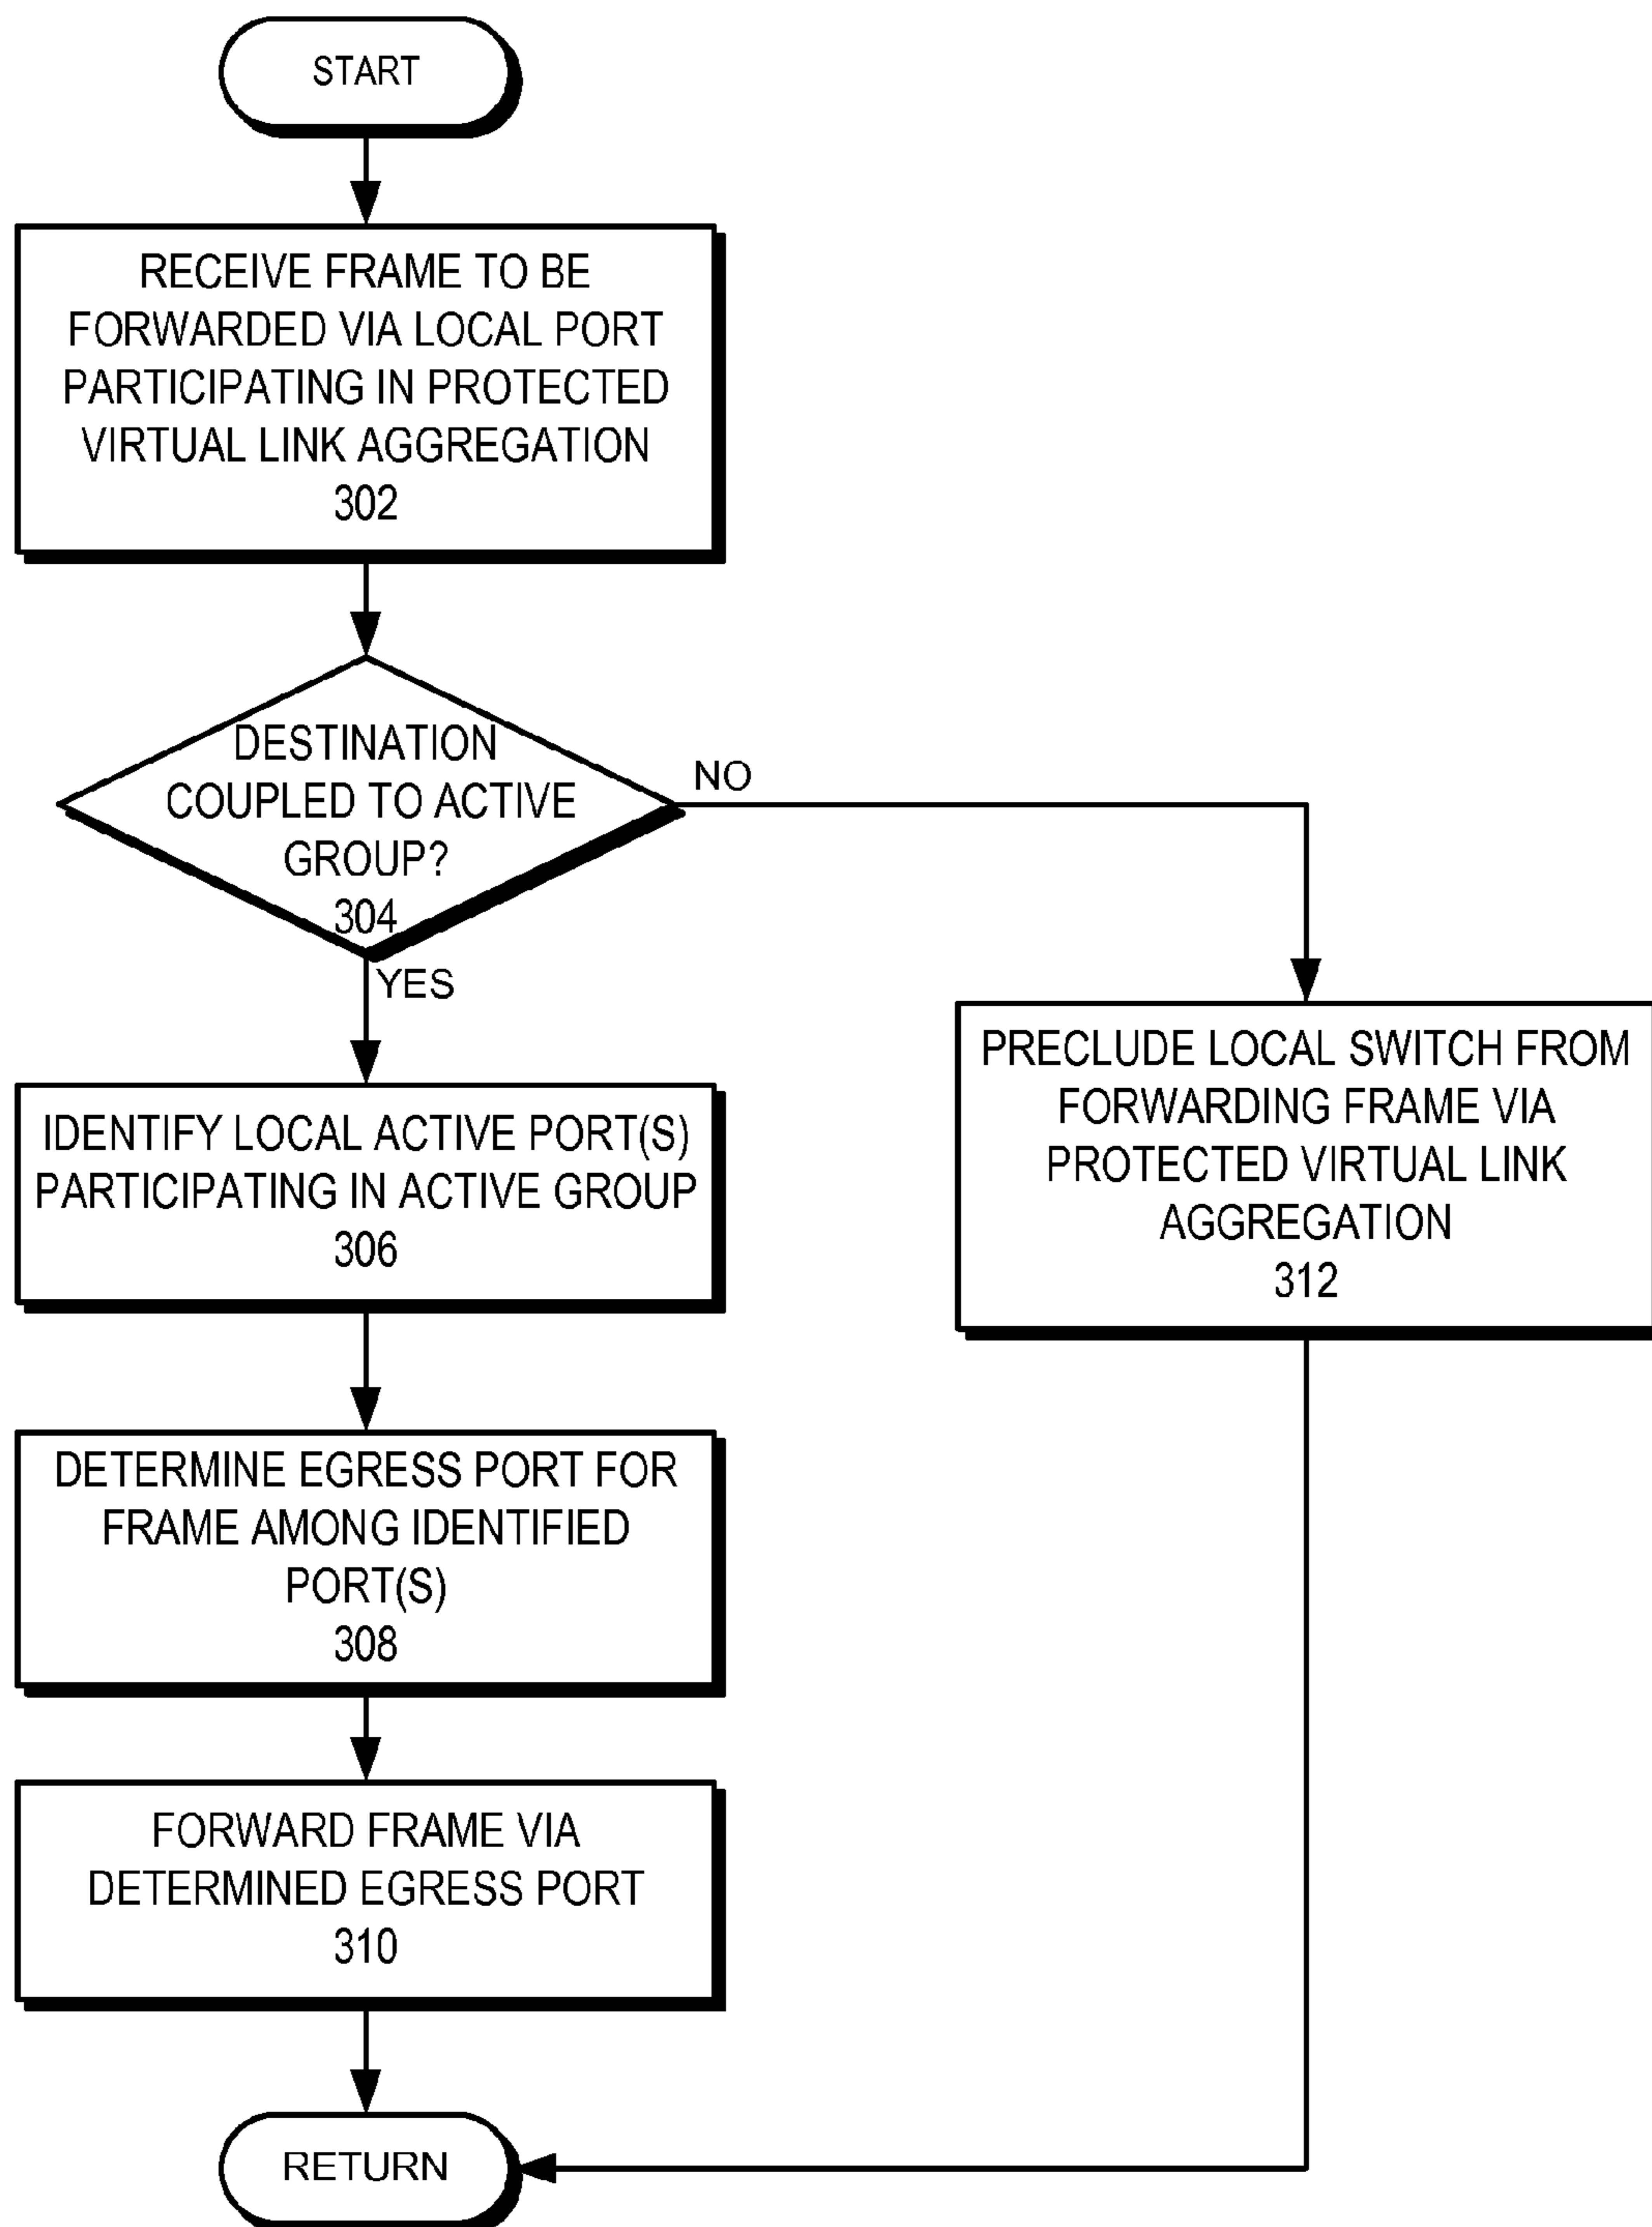 START
RECEIVE FRAME TO BE
FORWARDED VIA LOCAL PORT
PARTICIPATING IN PROTECTED
VIRTUAL LINK AGGREGATION
302
DESTINATION
COUPLED TO ACTIVE
GROUP?
304
NO
YES
IDENTIFY LOCAL ACTIVE PORT(S)
PARTICIPATING IN ACTIVE GROUP
306
PRECLUDE LOCAL SWITCH FROM
FORWARDING FRAME VIA
PROTECTED VIRTUAL LINK
AGGREGATION
312
DETERMINE EGRESS PORT FOR
FRAME AMONG IDENTIFIED
PORT(S)
308
FORWARD FRAME VIA
DETERMINED EGRESS PORT
310
RETURN